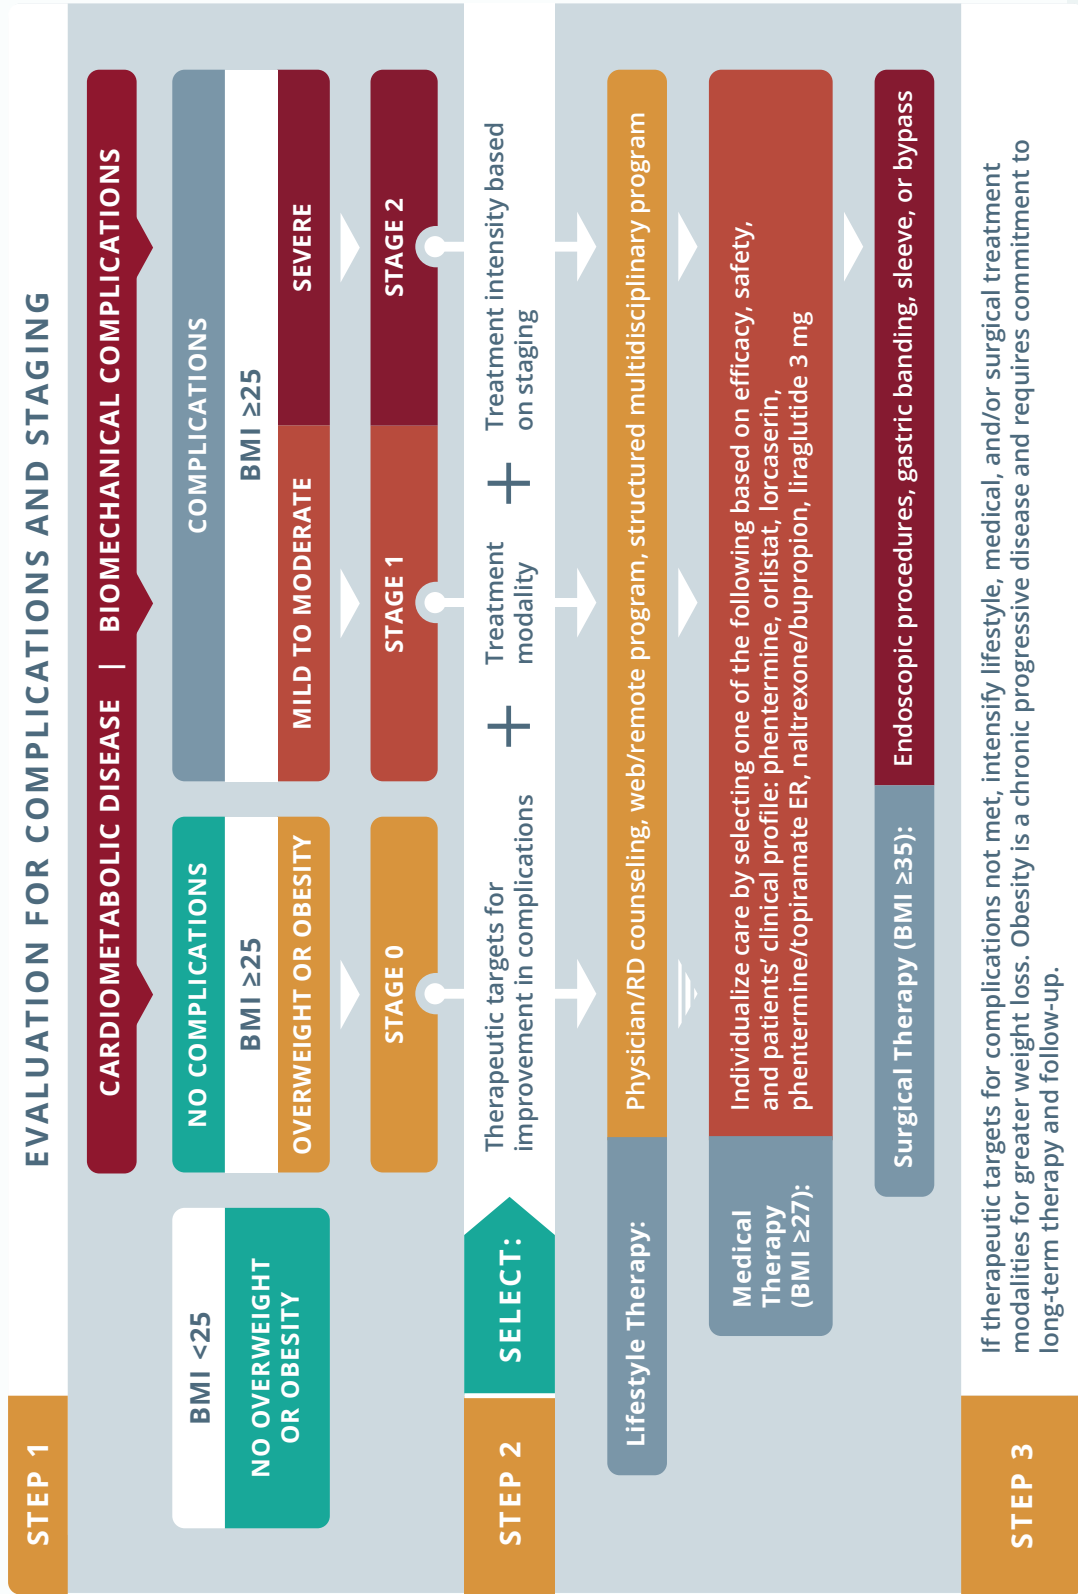 STEP 1
EVALUATION FOR COMPLICATIONS AND STAGING
CARDIOMETABOLIC DISEASE | BIOMECHANICAL COMPLICATIONS
BMI <25
NO OVERWEIGHT
OR OBESITY
NO COMPLICATIONS
BMI ≥25
OVERWEIGHT OR OBESITY
STAGE 0
COMPLICATIONS
BMI ≥25
MILD TO MODERATE
SEVERE
STAGE 1
STAGE 2
STEP 2
SELECT:
Therapeutic targets for
improvement in complications
+
Treatment
modality
+
Treatment intensity based
on staging
Lifestyle Therapy:
Physician/RD counseling, web/remote program, structured multidisciplinary program
Medical
Therapy
(BMI ≥27):
Individualize care by selecting one of the following based on efficacy, safety,
and patients’ clinical profile: phentermine, orlistat, lorcaserin,
phentermine/topiramate ER, naltrexone/bupropion, liraglutide 3 mg
Surgical Therapy (BMI ≥35):
Endoscopic procedures, gastric banding, sleeve, or bypass
STEP 3
If therapeutic targets for complications not met, intensify lifestyle, medical, and/or surgical treatment
modalities for greater weight loss. Obesity is a chronic progressive disease and requires commitment to
long-term therapy and follow-up.